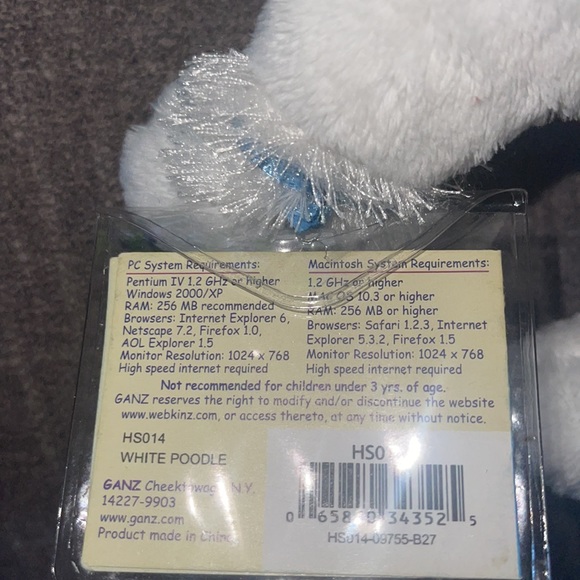 PC System Requirements:
Pentium IV 1.2 GHz or higher
Windows 2000/XP
RAM: 256 MB recommended
Browsers: Internet Explorer 6,
Netscape 7.2, Firefox 1.0,
AOL Explorer 1.5
Monitor Resolution: 1024 x 768
High speed internet required
Macintosh System Requirements:
1.2 GHz or higher
MAC OS 10.3 or higher
RAM: 256 MB or higher
Browsers: Safari 1.2.3, Internet
Explorer 5.3.2, Firefox 1.5
Monitor Resolution: 1024 x 768
High speed internet required
Not recommended for children under 3 yrs. of age.
GANZ reserves the right to modify and/or discontinue the website
www.webkinz.com, or access thereto, at any time without notice.
HS014
WHITE POODLE
GANZ Cheektowaga N.Y.
14227-9903
www.ganz.com
Product made in China
34352 5
HS014-09755-B27